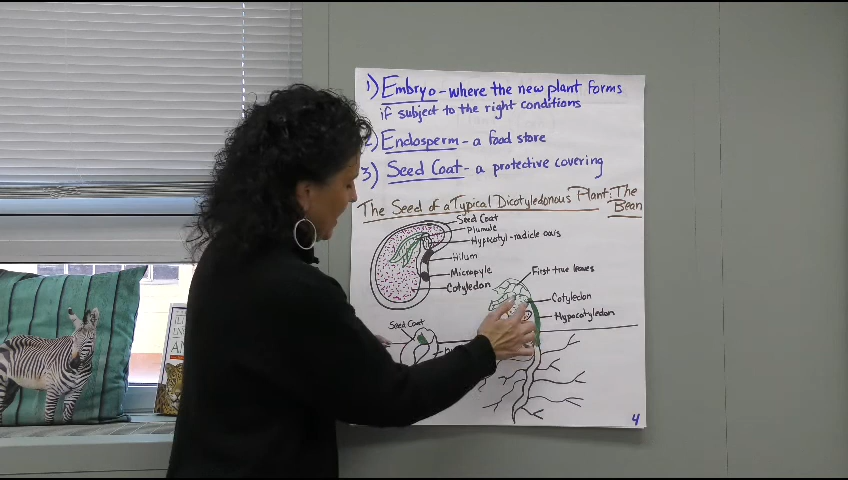 1) Embryo - where the new plant forms
if subject to the right conditions
2) Endosperm - a food store
3) Seed Coat - a protective covering
The Seed of a Typical Dicotyledonous Plant: The
Bean
Seed Coat
Plumule
Hypocotyl-radicle axis
Hilum
Micropyle
Cotyledon
First true leaves
Cotyledon
Hypocotyledon
Seed Coat
4